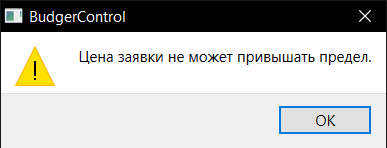 BudgerControl
Цена заявки не может привышать предел.
OK